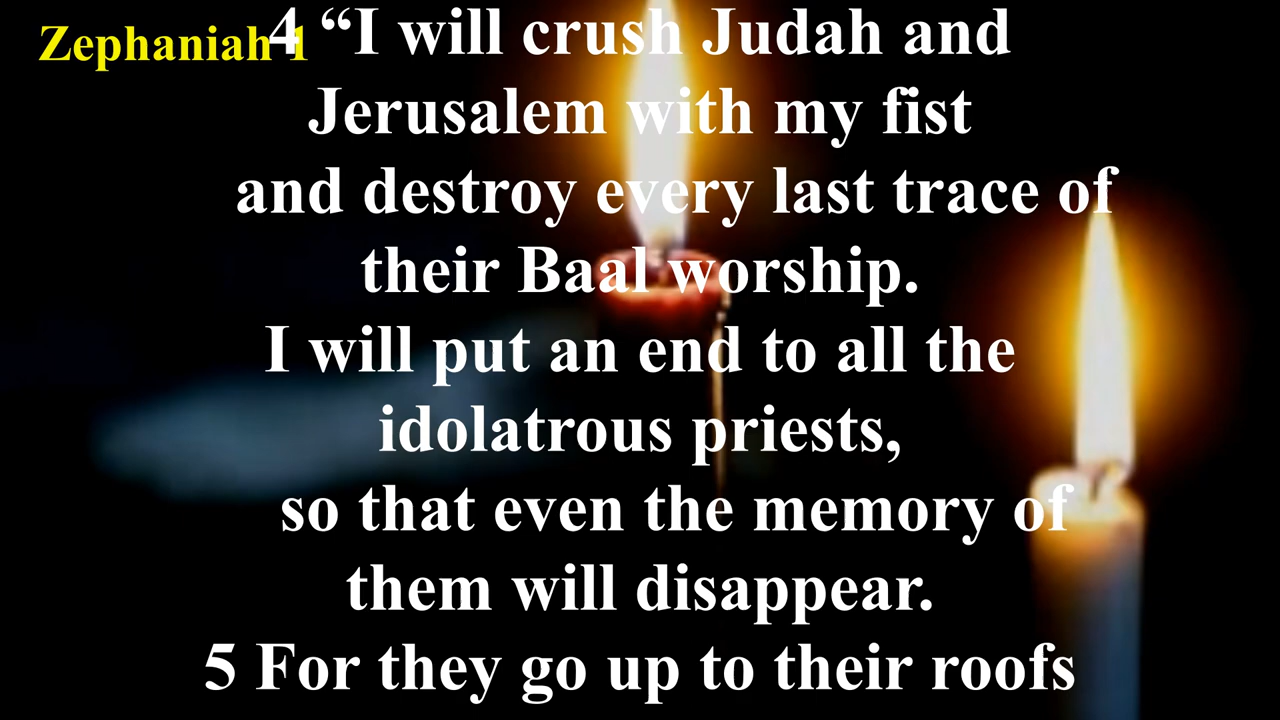 Zephaniah 1
4 “I will crush Judah and
Jerusalem with my fist
and destroy every last trace of
their Baal worship.
I will put an end to all the
idolatrous priests,
so that even the memory of
them will disappear.
5 For they go up to their roofs